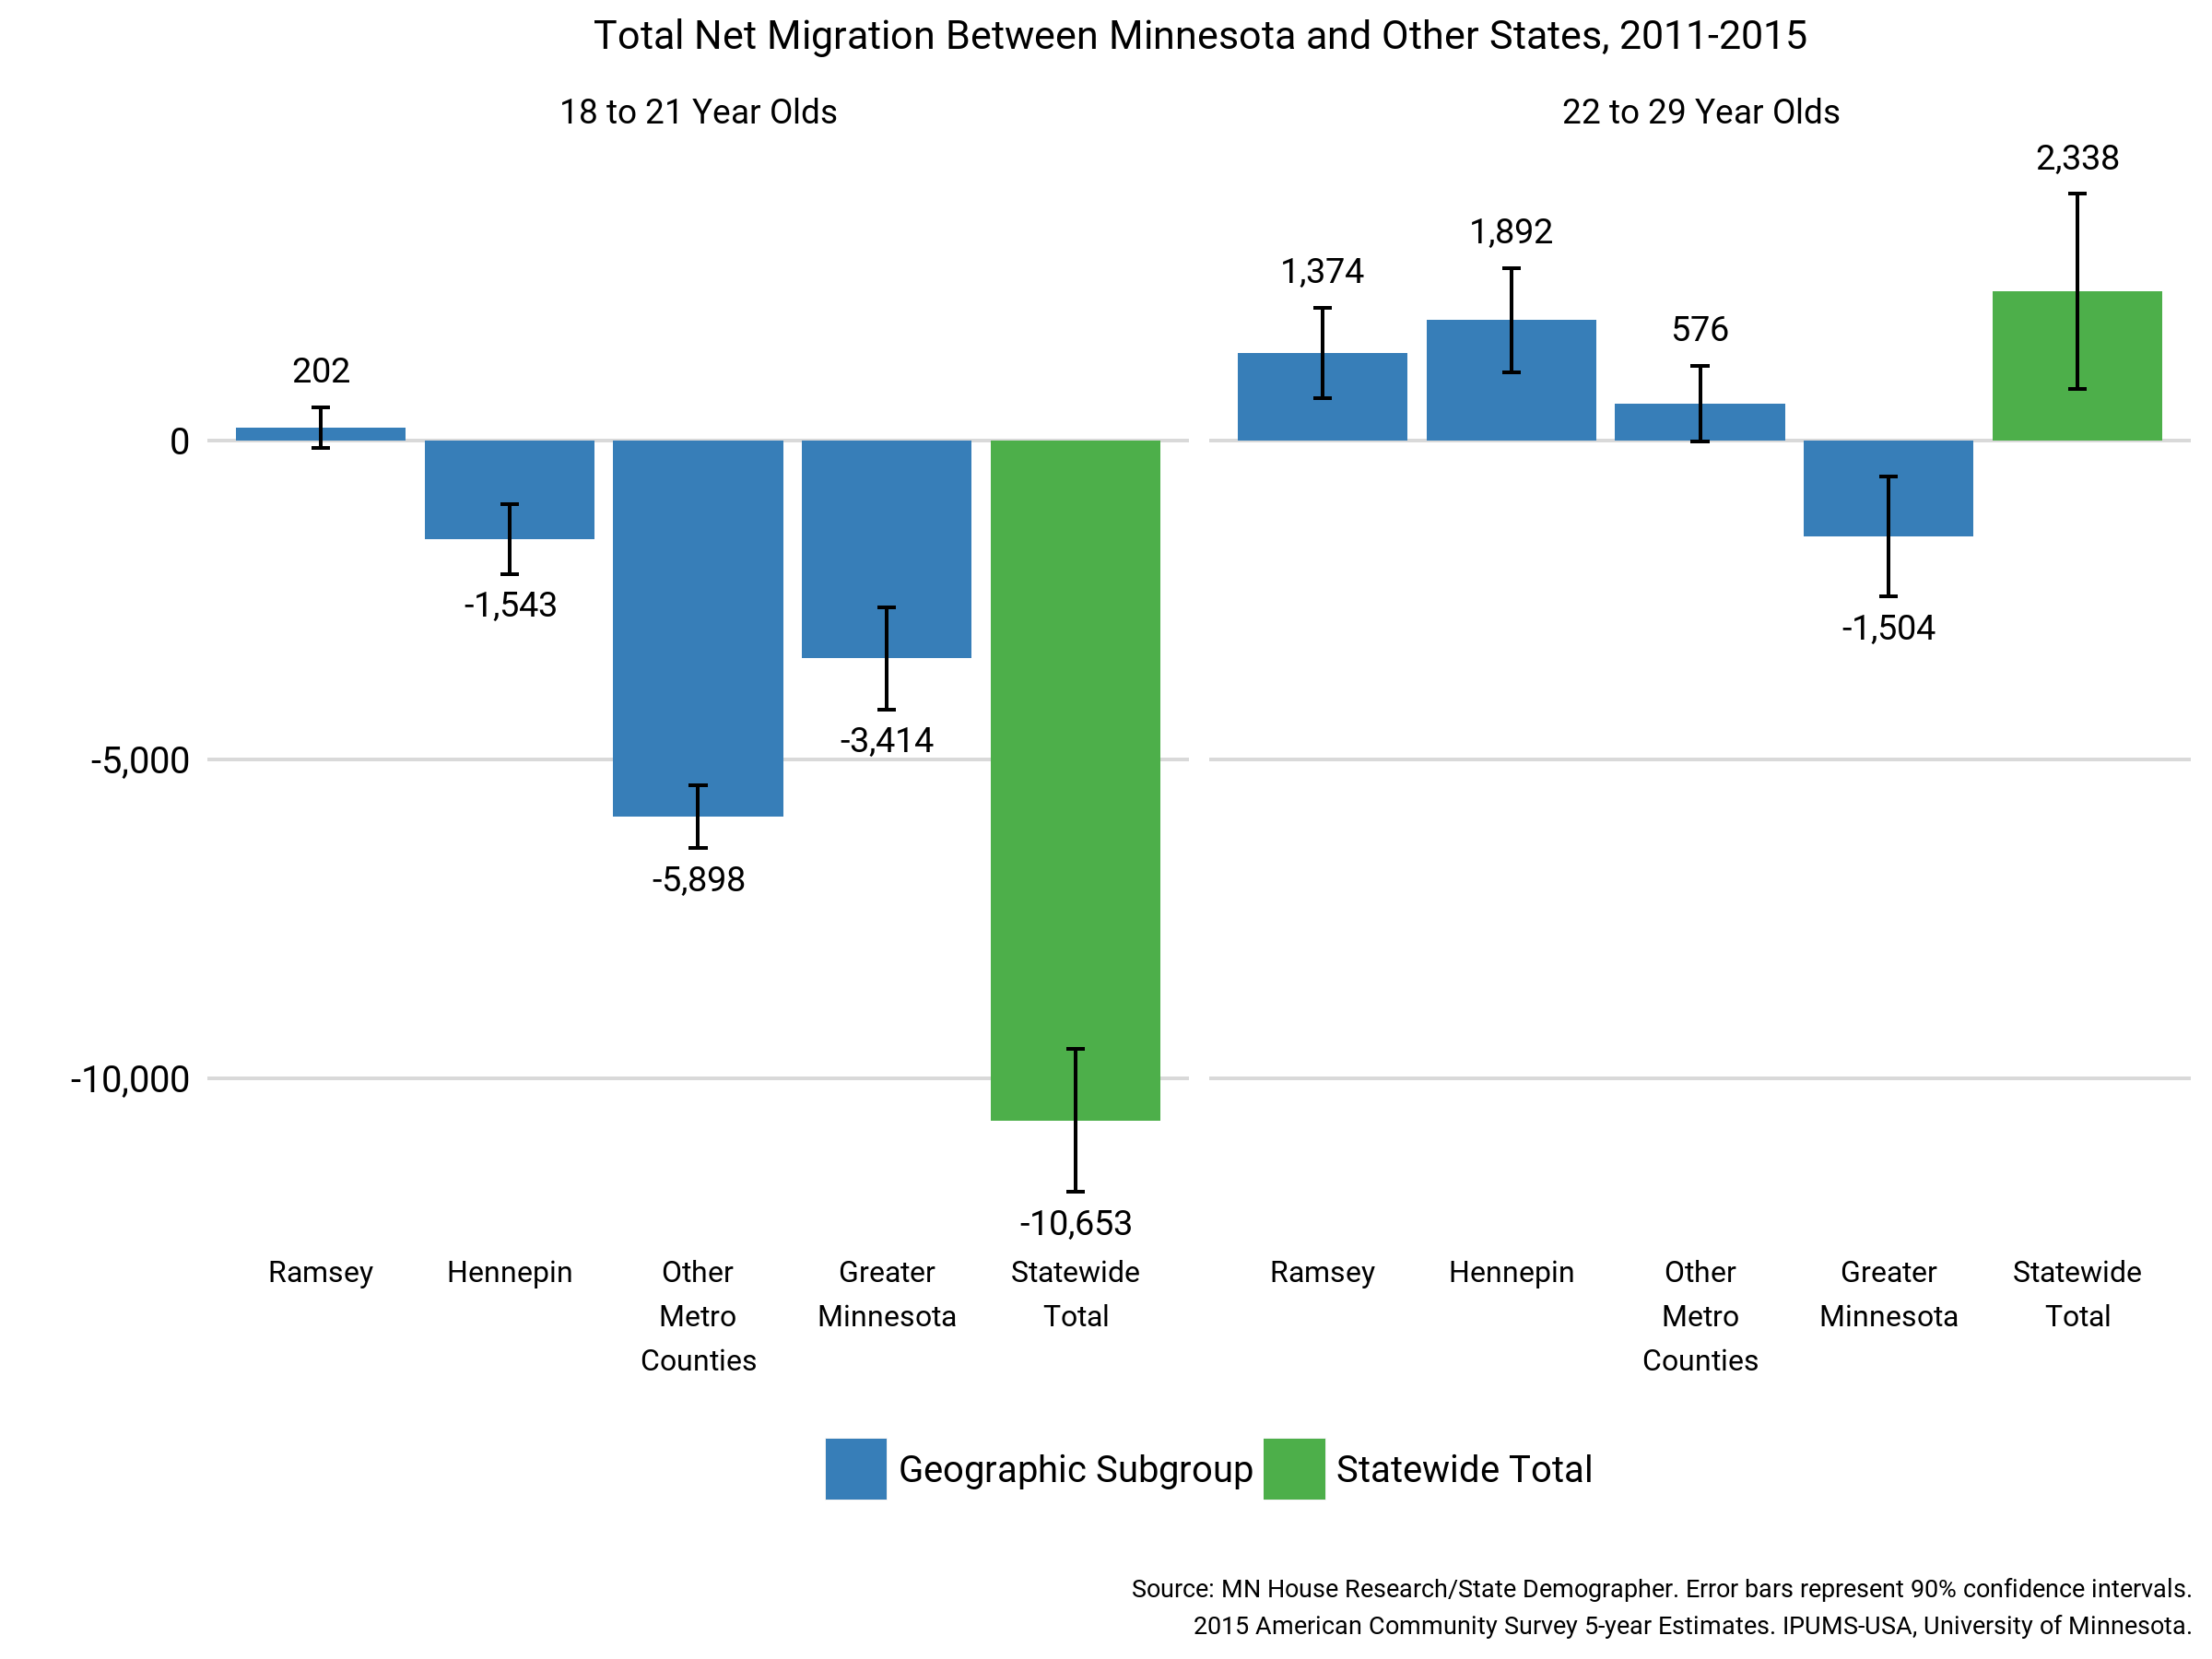 Total Net Migration Between Minnesota and Other States, 2011-2015
18 to 21 Year Olds
22 to 29 Year Olds
2,338
1,892
1,374
576
202
0
-1,543
-1,504
-3,414
-5,000
-5,898
-10,000
-10,653
Ramsey
Hennepin
Other
Metro
Counties
Greater
Minnesota
Statewide
Total
Ramsey
Hennepin
Other
Metro
Counties
Greater
Minnesota
Statewide
Total
Geographic Subgroup
Statewide Total
Source: MN House Research/State Demographer. Error bars represent 90% confidence intervals.
2015 American Community Survey 5-year Estimates. IPUMS-USA, University of Minnesota.